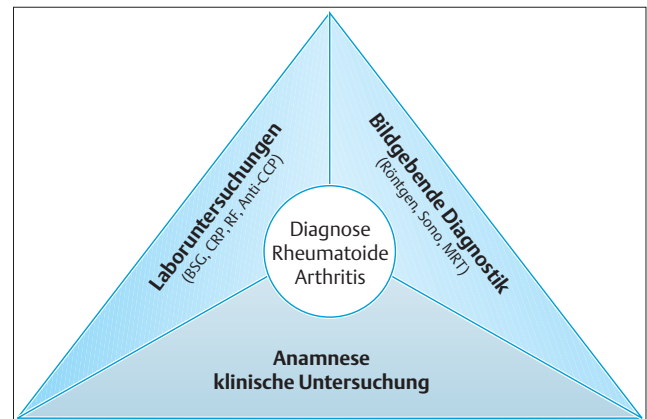 Laboruntersuchungen
(BSG, CRP, RF, Anti-CCP)
Bildgebende Diagnostik
(Röntgen, Sono, MRT)
Diagnose
Rheumatoide
Arthritis
Anamnese
klinische Untersuchung